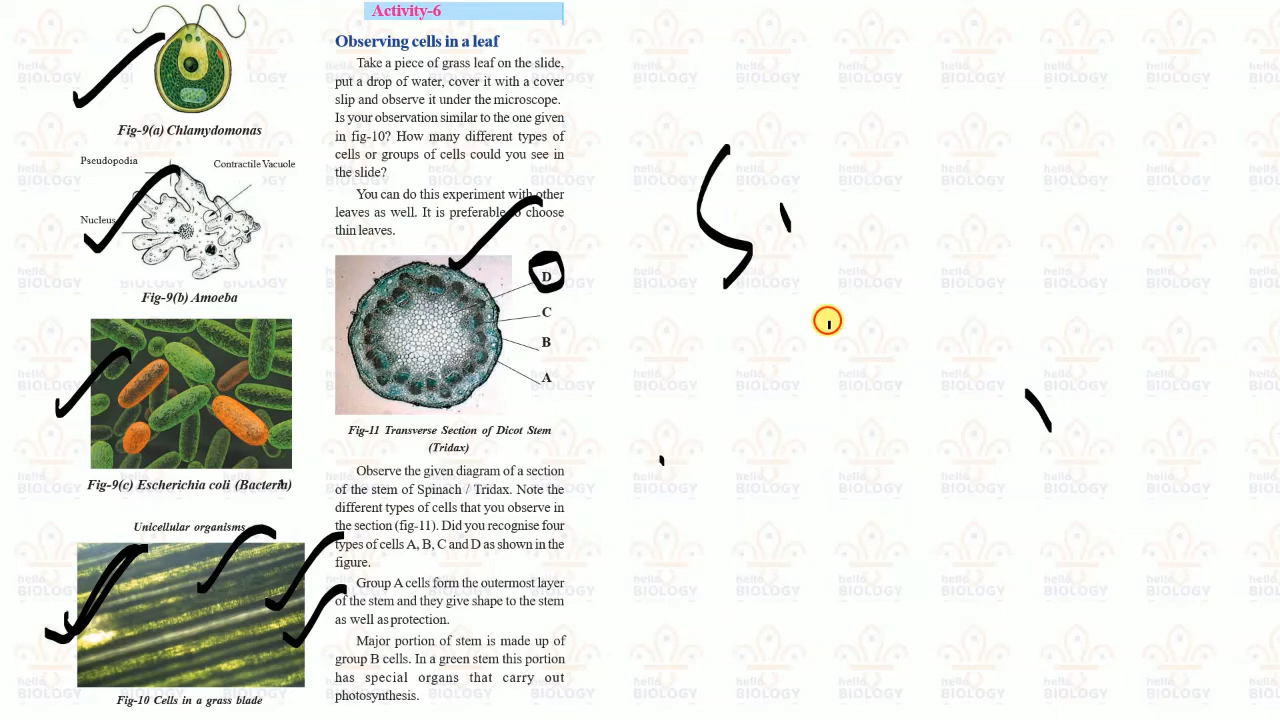 Activity-6
Fig-9(a) Chlamydomonas
Pseudopodia
Contractile Vacuole
Nucleus
Fig-9(b) Amoeba
Fig-9(c) Escherichia coli (Bacteria)
Unicellular organisms
Fig-10 Cells in a grass blade
Observing cells in a leaf
Take a piece of grass leaf on the slide,
put a drop of water, cover it with a cover
slip and observe it under the microscope.
Is your observation similar to the one given
in fig-10? How many different types of
cells or groups of cells could you see in
the slide?
You can do this experiment with other
leaves as well. It is preferable to choose
thin leaves.
D
C
B
A
Fig-11 Transverse Section of Dicot Stem
(Tridax)
Observe the given diagram of a section
of the stem of Spinach / Tridax. Note the
different types of cells that you observe in
the section (fig-11). Did you recognise four
types of cells A, B, C and D as shown in the
figure.
Group A cells form the outermost layer
of the stem and they give shape to the stem
as well as protection.
Major portion of stem is made up of
group B cells. In a green stem this portion
has special organs that carry out
photosynthesis.
hello
BIOLOGY